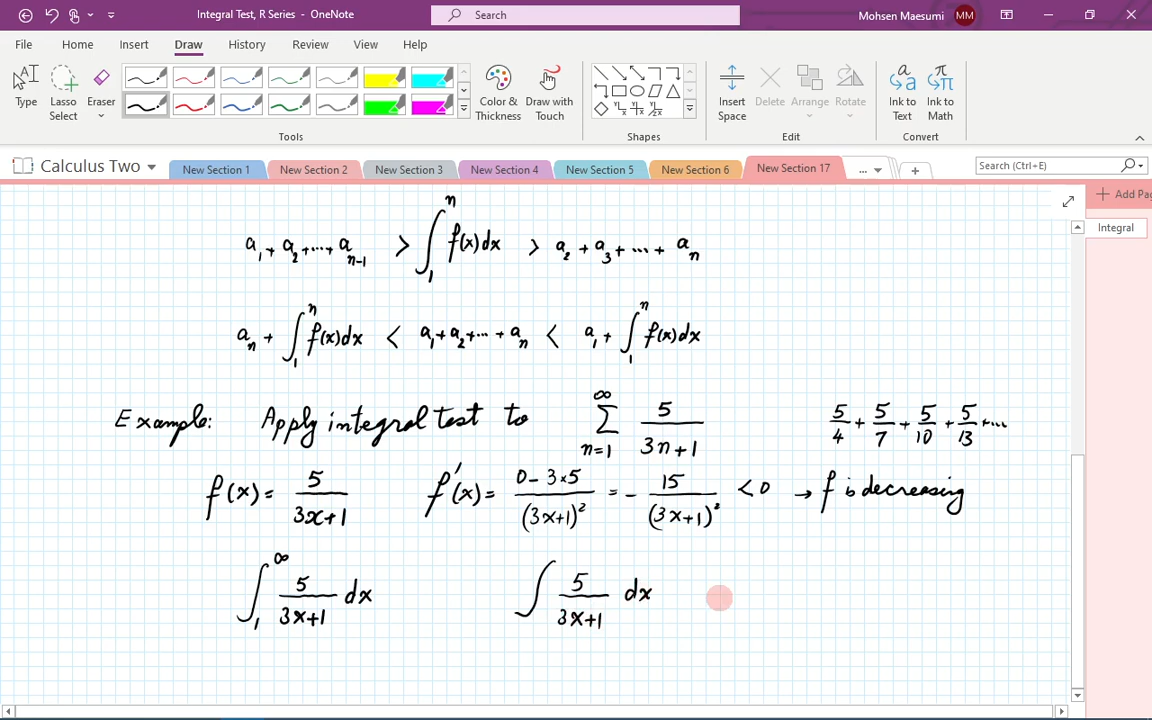 Integral Test, R Series - OneNote
Search
Mohsen Maesumi MM
File Home Insert Draw History Review View Help
Type Lasso Select Eraser Color & Thickness Draw with Touch Insert Space Delete Arrange Rotate Ink to Text Ink to Math
Tools Shapes Edit Convert
Calculus Two New Section 1 New Section 2 New Section 3 New Section 4 New Section 5 New Section 6 New Section 17 ... Search (Ctrl+E)
Add Pag
Integral
a₁ + a₂ + ... + aₙ₋₁ > ∫₁ⁿ f(x)dx > a₂ + a₃ + ... + aₙ
aₙ + ∫₁ⁿ f(x)dx < a₁ + a₂ + ... + aₙ < a₁ + ∫₁ⁿ f(x)dx
Example: Apply integral test to ∑_{n=1}^{∞} 5/(3n+1) 5/4 + 5/7 + 5/10 + 5/13 + ...
f(x) = 5/(3x+1) f'(x) = (0 - 3×5)/(3x+1)² = - 15/(3x+1)² < 0 → f is decreasing
∫₁^∞ 5/(3x+1) dx ∫ 5/(3x+1) dx